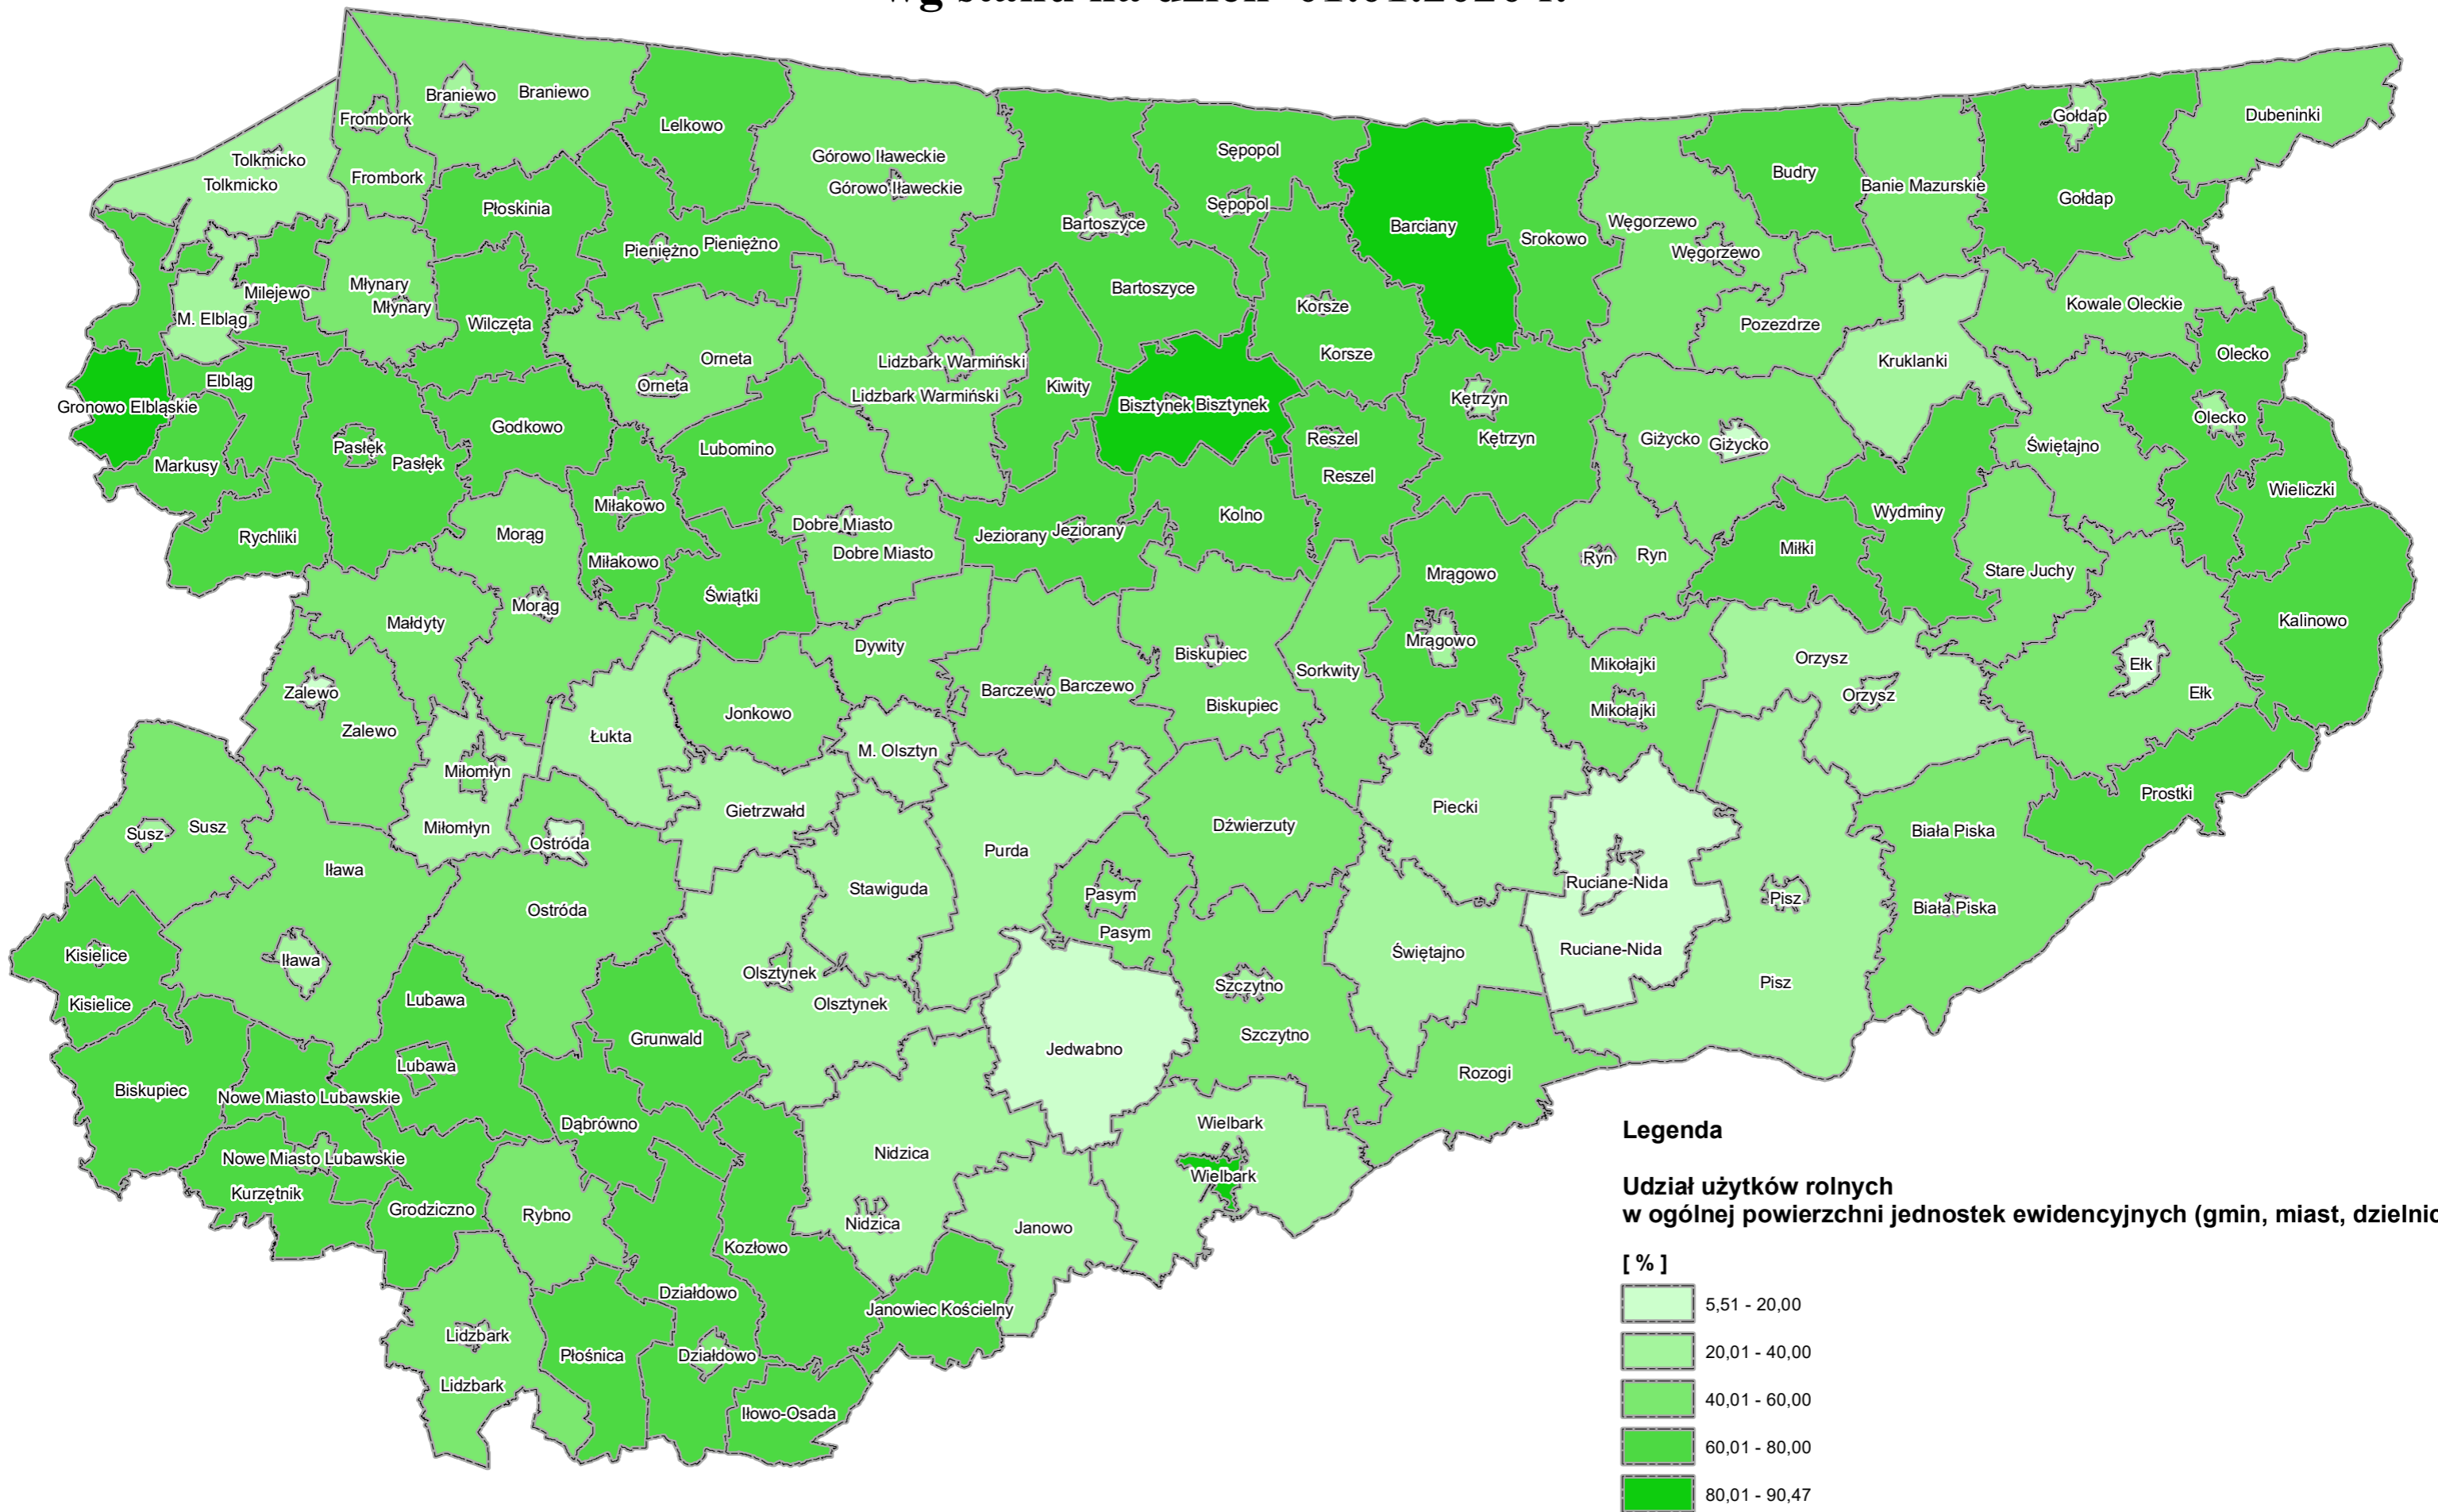 Braniewo
Braniewo
Frombork
Frombork
Tolkmicko
Tolkmicko
Lelkowo
Górowo Iławeckie
Górowo Iławeckie
Sępopol
Sępopol
Bartoszyce
Bartoszyce
Barciany
Srokowo
Węgorzewo
Węgorzewo
Budry
Banie Mazurskie
Gołdap
Gołdap
Dubeninki
Płoskinia
Pieniężno
Pieniężno
Milejewo
M. Elbląg
Młynary
Młynary
Wilczęta
Orneta
Orneta
Lidzbark Warmiński
Lidzbark Warmiński
Kiwity
Korsze
Korsze
Pozezdrze
Kruklanki
Kowale Oleckie
Olecko
Olecko
Elbląg
Gronowo Elbląskie
Markusy
Pasłęk
Pasłęk
Godkowo
Lubomino
Bisztynek
Bisztynek
Reszel
Reszel
Kętrzyn
Kętrzyn
Giżycko
Giżycko
Świętajno
Wieliczki
Rychliki
Morąg
Morąg
Miłakowo
Miłakowo
Świątki
Dobre Miasto
Dobre Miasto
Jeziorany
Jeziorany
Kolno
Mrągowo
Mrągowo
Ryn
Ryn
Miłki
Wydminy
Stare Juchy
Kalinowo
Małdyty
Zalewo
Zalewo
Łukta
Jonkowo
Dywity
Barczewo
Barczewo
Biskupiec
Biskupiec
Sorkwity
Mikołajki
Mikołajki
Orzysz
Orzysz
Ełk
Ełk
Prostki
Miłomłyn
Miłomłyn
M. Olsztyn
Gietrzwałd
Susz
Susz
Iława
Iława
Ostróda
Ostróda
Stawiguda
Purda
Dźwierzuty
Pasym
Pasym
Piecki
Ruciane-Nida
Ruciane-Nida
Pisz
Pisz
Biała Piska
Biała Piska
Kisielice
Kisielice
Lubawa
Lubawa
Grunwald
Olsztynek
Olsztynek
Jedwabno
Szczytno
Szczytno
Świętajno
Rozogi
Biskupiec
Nowe Miasto Lubawskie
Nowe Miasto Lubawskie
Kurzętnik
Grodziczno
Dąbrówno
Rybno
Nidzica
Nidzica
Wielbark
Wielbark
Janowo
Kozłowo
Działdowo
Działdowo
Janowiec Kościelny
Lidzbark
Lidzbark
Płośnica
Iłowo-Osada
Legenda
Udział użytków rolnych
w ogólnej powierzchni jednostek ewidencyjnych (gmin, miast,
[ % ]
5,51 - 20,00
20,01 - 40,00
40,01 - 60,00
60,01 - 80,00
80,01 - 90,47